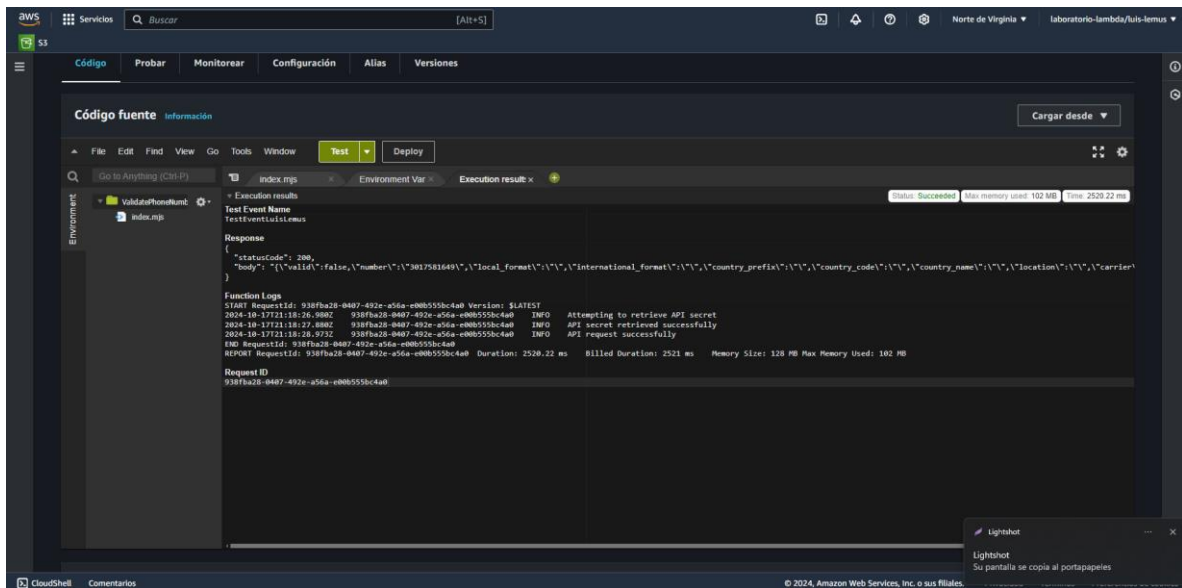 aws
Servicios
Buscar
[Alt+S]
Norte de Virginia
laboratorio-lambda/luis-lemus
S3
Código Probar Monitorear Configuración Alias Versiones
Código fuente Información
Cargar desde
File Edit Find View Go Tools Window Test Deploy
Go to Anything (Ctrl-P)
index.mjs Environment Var Execution result
Environment
ValidatePhoneNumb
index.mjs
Execution results
Status: Succeeded Max memory used: 102 MB Time: 2520.22 ms
Test Event Name
TestEventLuisLemus
Response
{
"statusCode": 200,
"body": "{\"valid\":false,\"number\":\"3017581649\",\"local_format\":\"\",\"international_format\":\"\",\"country_prefix\":\"\",\"country_code\":\"\",\"country_name\":\"\",\"location\":\"\",\"carrier\"
}
Function Logs
START RequestId: 938fba28-0407-492e-a56a-e00b555bc4a0 Version: $LATEST
2024-10-17T21:18:26.980Z 938fba28-0407-492e-a56a-e00b555bc4a0 INFO Attempting to retrieve API secret
2024-10-17T21:18:27.880Z 938fba28-0407-492e-a56a-e00b555bc4a0 INFO API secret retrieved successfully
2024-10-17T21:18:28.973Z 938fba28-0407-492e-a56a-e00b555bc4a0 INFO API request successfully
END RequestId: 938fba28-0407-492e-a56a-e00b555bc4a0
REPORT RequestId: 938fba28-0407-492e-a56a-e00b555bc4a0 Duration: 2520.22 ms Billed Duration: 2521 ms Memory Size: 128 MB Max Memory Used: 102 MB
Request ID
938fba28-0407-492e-a56a-e00b555bc4a0
Lightshot
Lightshot
Su pantalla se copia al portapapeles
CloudShell Comentarios
© 2024, Amazon Web Services, Inc. o sus filiales.